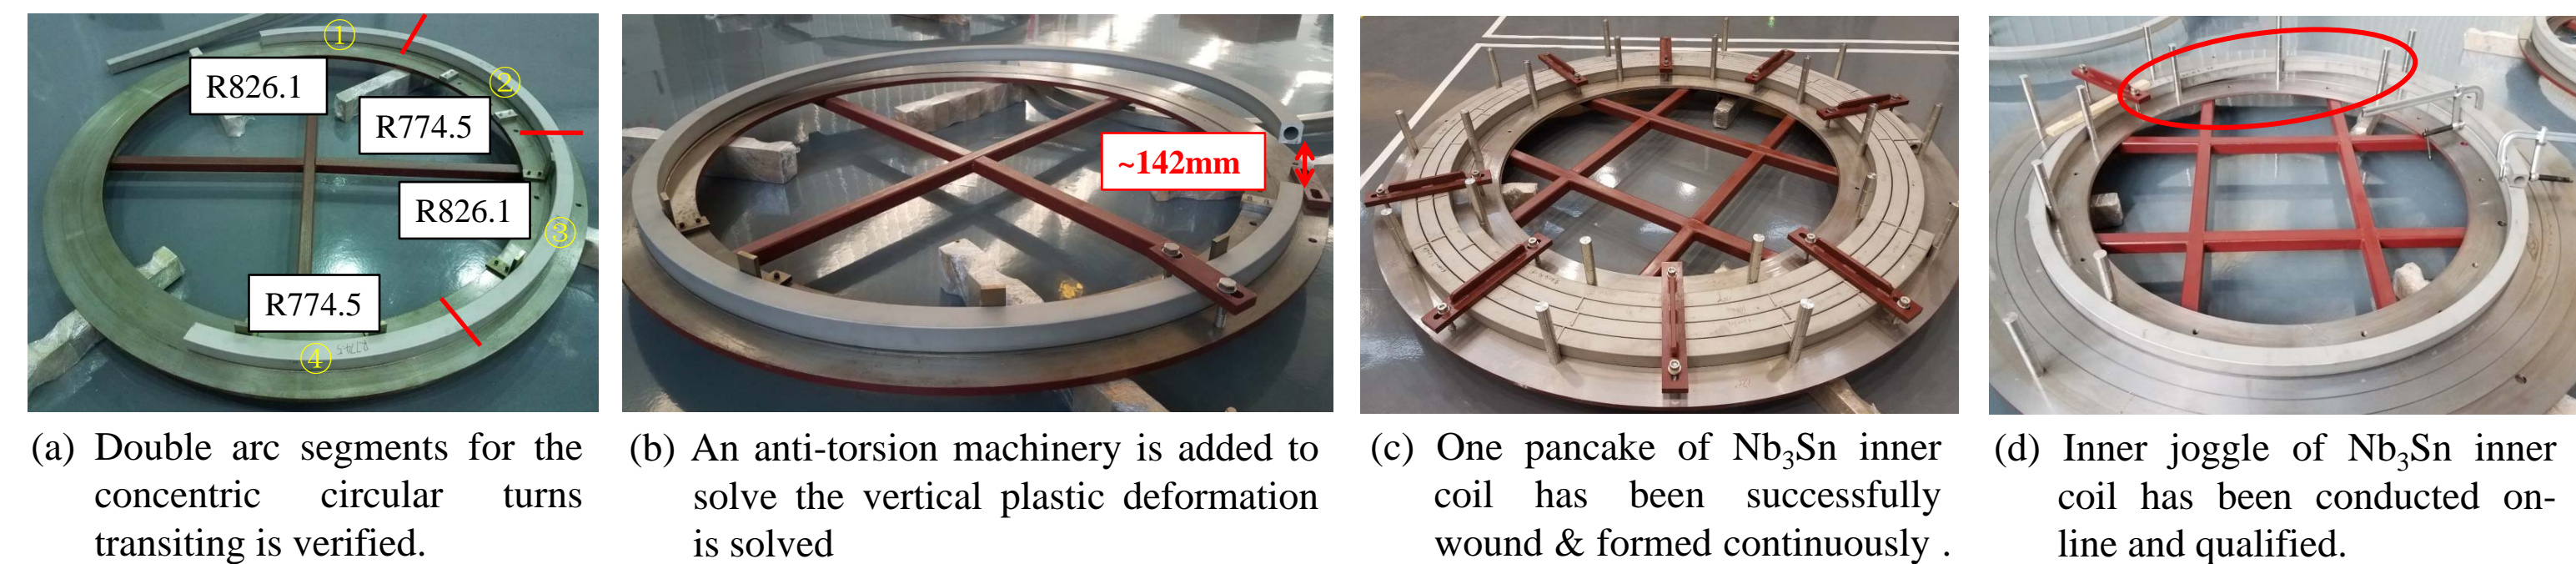 ①
R826.1
②
R774.5
R826.1
③
R774.5
④
R774.5
~142mm
(a) Double arc segments for the
concentric circular turns
transiting is verified.
(b) An anti-torsion machinery is added to
solve the vertical plastic deformation
is solved
(c) One pancake of Nb₃Sn inner
coil has been successfully
wound & formed continuously .
(d) Inner joggle of Nb₃Sn inner
coil has been conducted on-
line and qualified.